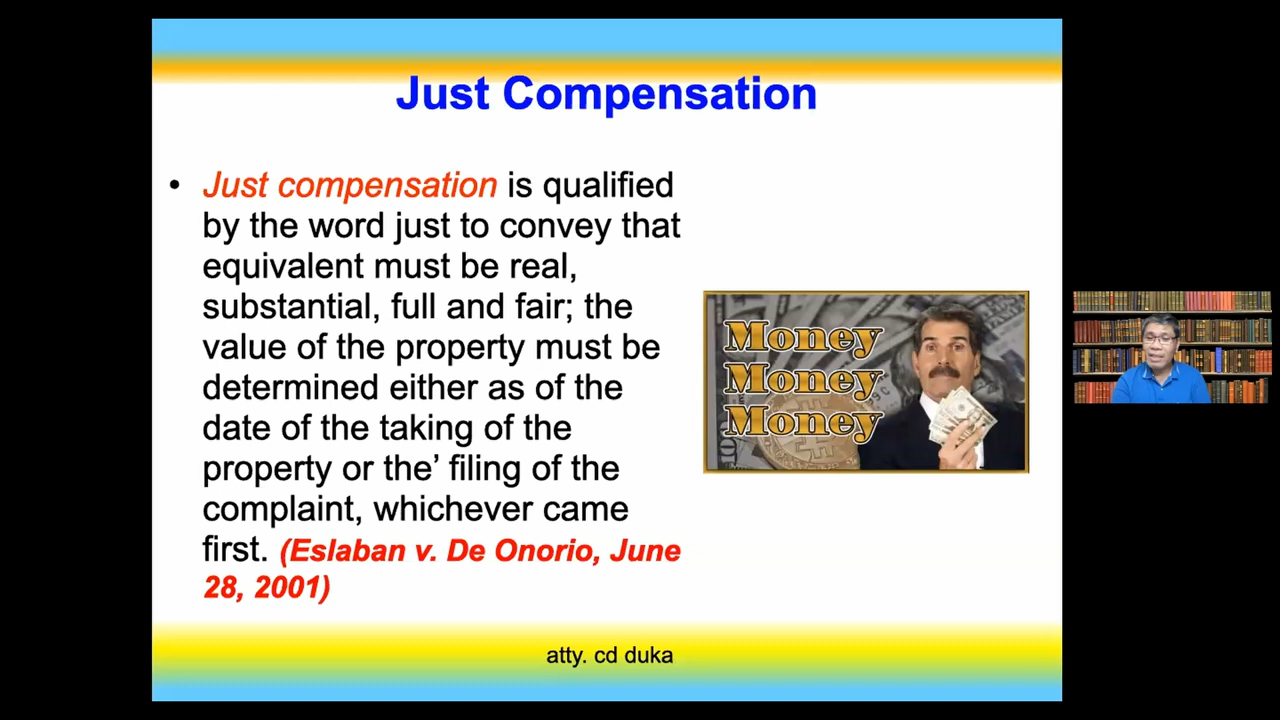 Just Compensation
• Just compensation is qualified
by the word just to convey that
equivalent must be real,
substantial, full and fair; the
value of the property must be
determined either as of the
date of the taking of the
property or the’ filing of the
complaint, whichever came
first. (Eslaban v. De Onorio, June
28, 2001)
Money
Money
Money
atty. cd duka